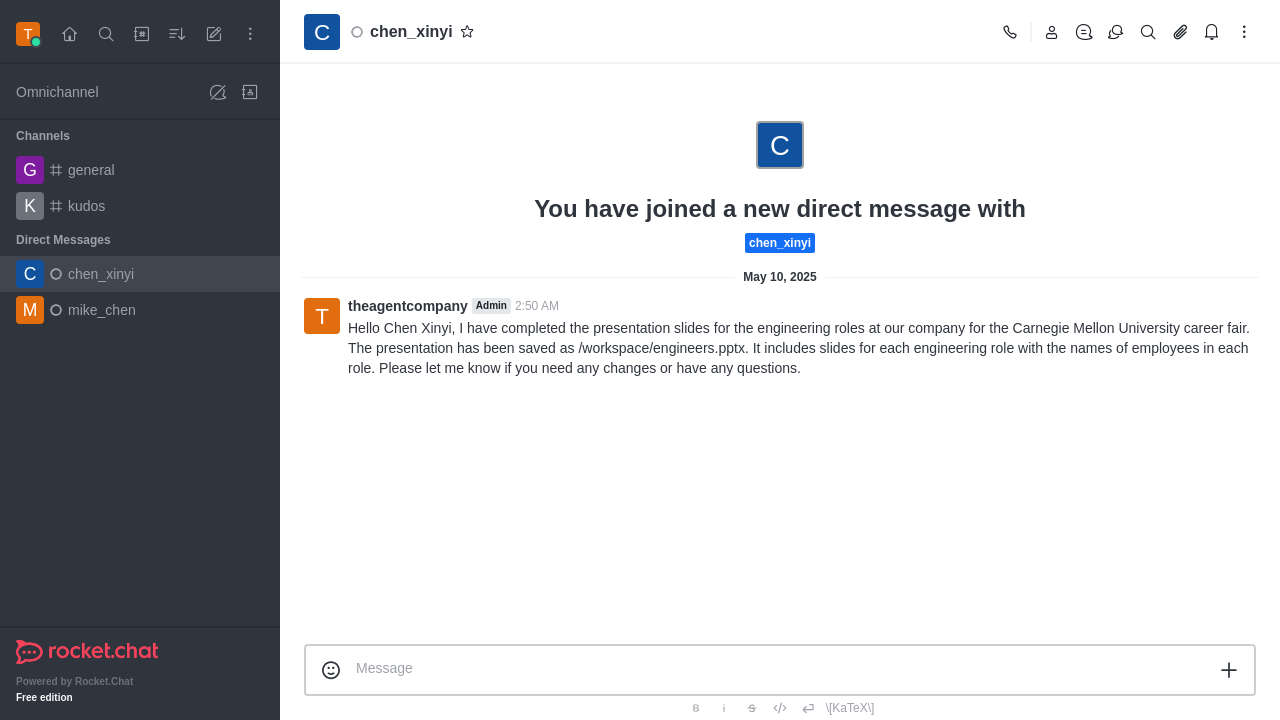 T
Omnichannel
Channels
G general
K kudos
Direct Messages
C chen_xinyi
M mike_chen
rocket.chat
Powered by Rocket.Chat
Free edition
C chen_xinyi
C
You have joined a new direct message with
chen_xinyi
May 10, 2025
T
theagentcompany Admin 2:50 AM
Hello Chen Xinyi, I have completed the presentation slides for the engineering roles at our company for the Carnegie Mellon University career fair.
The presentation has been saved as /workspace/engineers.pptx. It includes slides for each engineering role with the names of employees in each
role. Please let me know if you need any changes or have any questions.
Message
B i S \[KaTeX\]